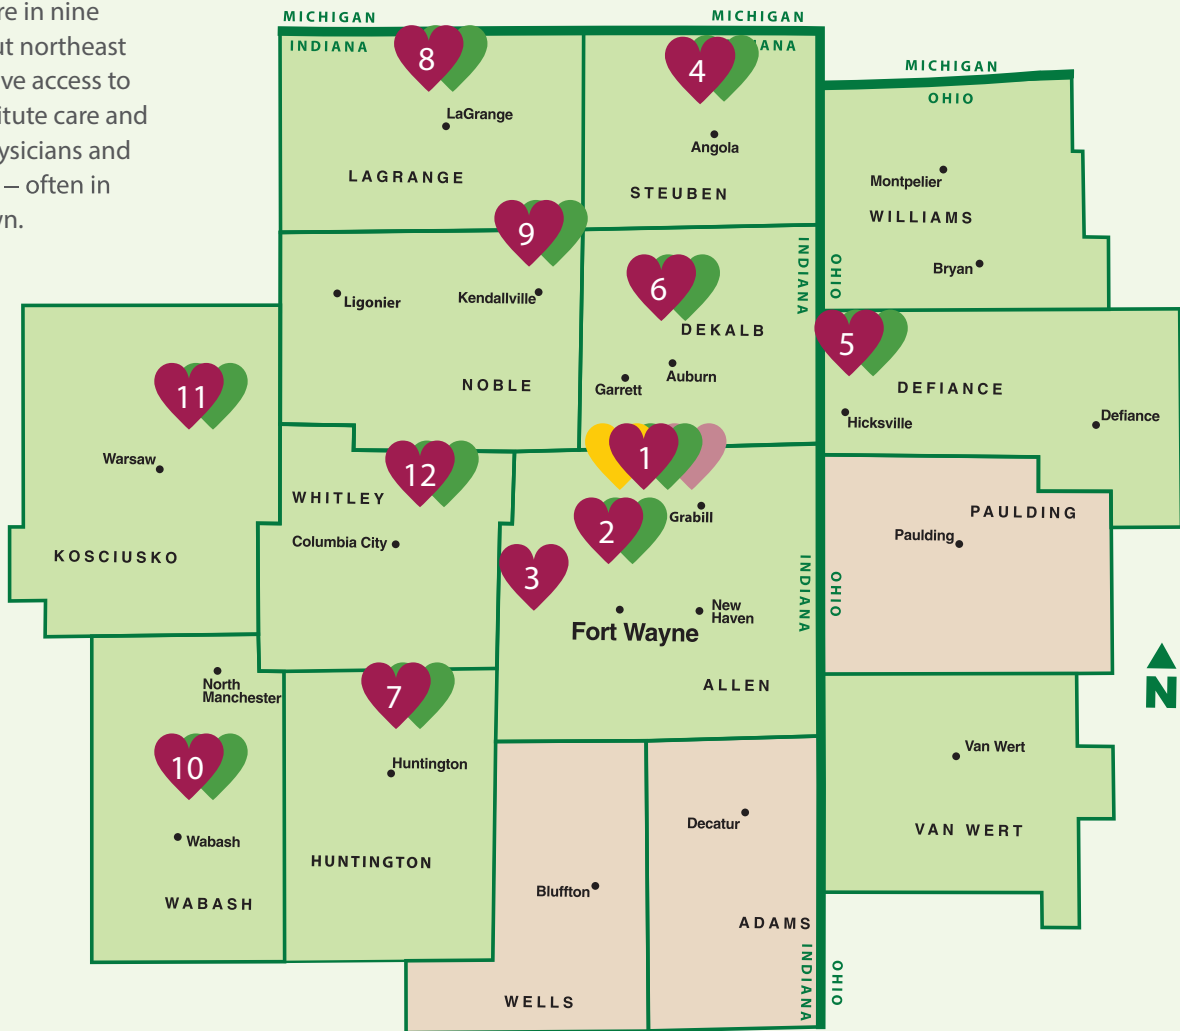 re in nine
ut northeast
ve access to
itute care and
ysicians and
– often in
n.
MICHIGAN
MICHIGAN
INDIANA
ANA
8
4
MICHIGAN
OHIO
LaGrange
Angola
LAGRANGE
STEUBEN
Montpelier
WILLIAMS
9
INDIANA
OHIO
Bryan
6
Ligonier
Kendallville
DEKALB
5
NOBLE
Garrett
Auburn
DEFIANCE
11
Hicksville
Defiance
Warsaw
12
1
WHITLEY
Grabill
PAULDING
2
Columbia City
Paulding
KOSCIUSKO
3
INDIANA
OHIO
New
Haven
Fort Wayne
North
Manchester
7
ALLEN
N
10
Huntington
Van Wert
Decatur
VAN WERT
Wabash
HUNTINGTON
Bluffton
WABASH
ADAMS
INDIANA
OHIO
WELLS